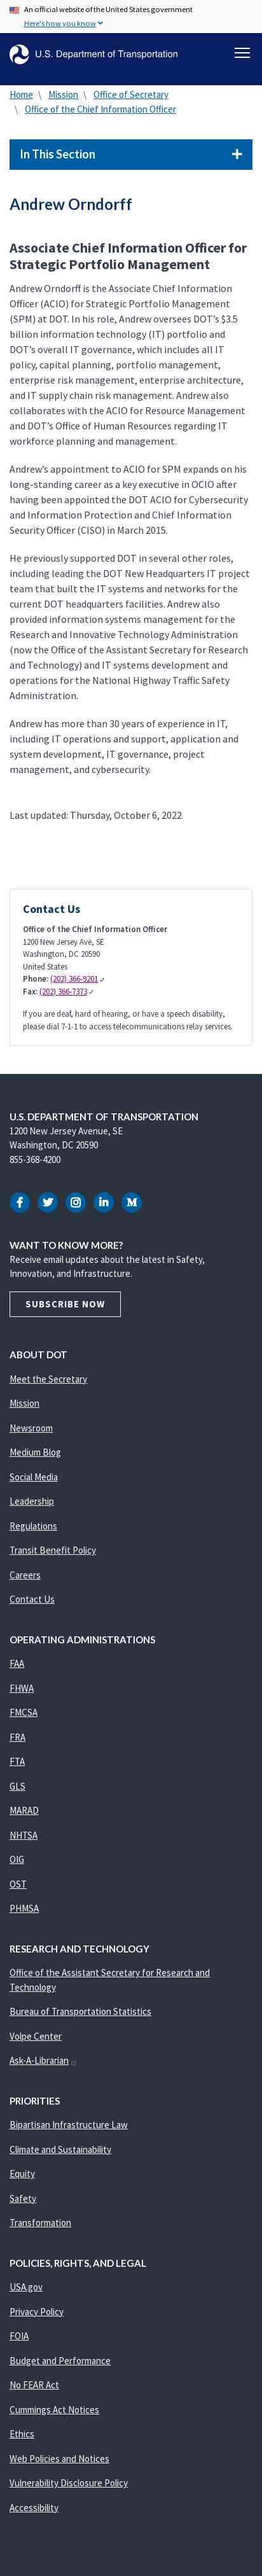 An official website of the United States government
Here's how you know
U.S. Department of Transportation
Home \ Mission \ Office of Secretary
\ Office of the Chief Information Officer
In This Section
Andrew Orndorff
Associate Chief Information Officer for
Strategic Portfolio Management
Andrew Orndorff is the Associate Chief Information
Officer (ACIO) for Strategic Portfolio Management
(SPM) at DOT. In his role, Andrew oversees DOT’s $3.5
billion information technology (IT) portfolio and
DOT’s overall IT governance, which includes all IT
policy, capital planning, portfolio management,
enterprise risk management, enterprise architecture,
and IT supply chain risk management. Andrew also
collaborates with the ACIO for Resource Management
and DOT’s Office of Human Resources regarding IT
workforce planning and management.
Andrew’s appointment to ACIO for SPM expands on his
long-standing career as a key executive in OCIO after
having been appointed the DOT ACIO for Cybersecurity
and Information Protection and Chief Information
Security Officer (CISO) in March 2015.
He previously supported DOT in several other roles,
including leading the DOT New Headquarters IT project
team that built the IT systems and networks for the
current DOT headquarters facilities. Andrew also
provided information systems management for the
Research and Innovative Technology Administration
(now the Office of the Assistant Secretary for Research
and Technology) and IT systems development and
operations for the National Highway Traffic Safety
Administration.
Andrew has more than 30 years of experience in IT,
including IT operations and support, application and
system development, IT governance, project
management, and cybersecurity.
Last updated: Thursday, October 6, 2022
Contact Us
Office of the Chief Information Officer
1200 New Jersey Ave, SE
Washington, DC 20590
United States
Phone: (202) 366-9201
Fax: (202) 366-7373
If you are deaf, hard of hearing, or have a speech disability,
please dial 7-1-1 to access telecommunications relay services.
U.S. DEPARTMENT OF TRANSPORTATION
1200 New Jersey Avenue, SE
Washington, DC 20590
855-368-4200
WANT TO KNOW MORE?
Receive email updates about the latest in Safety,
Innovation, and Infrastructure.
SUBSCRIBE NOW
ABOUT DOT
Meet the Secretary
Mission
Newsroom
Medium Blog
Social Media
Leadership
Regulations
Transit Benefit Policy
Careers
Contact Us
OPERATING ADMINISTRATIONS
FAA
FHWA
FMCSA
FRA
FTA
GLS
MARAD
NHTSA
OIG
OST
PHMSA
RESEARCH AND TECHNOLOGY
Office of the Assistant Secretary for Research and
Technology
Bureau of Transportation Statistics
Volpe Center
Ask-A-Librarian
PRIORITIES
Bipartisan Infrastructure Law
Climate and Sustainability
Equity
Safety
Transformation
POLICIES, RIGHTS, AND LEGAL
USA.gov
Privacy Policy
FOIA
Budget and Performance
No FEAR Act
Cummings Act Notices
Ethics
Web Policies and Notices
Vulnerability Disclosure Policy
Accessibility